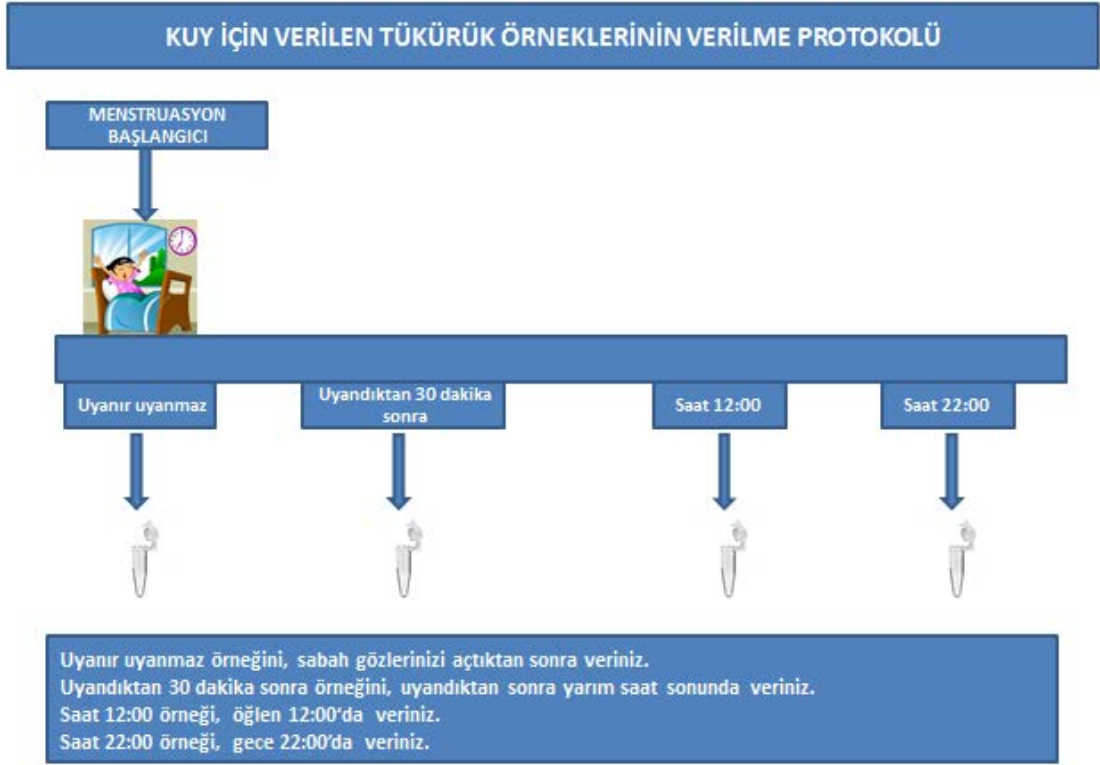 KUY İÇİN VERİLEN TÜKÜRÜK ÖRNEKLERİNİN VERİLME PROTOKOLÜ
MENSTRUASYON
BAŞLANGICI
Uyanır uyanmaz
Uyandıktan 30 dakika
sonra
Saat 12:00
Saat 22:00
Uyanır uyanmaz örneğini, sabah gözlerinizi açtıktan sonra veriniz.
Uyandıktan 30 dakika sonra örneğini, uyandıktan sonra yarım saat sonunda veriniz.
Saat 12:00 örneği, öğlen 12:00'da veriniz.
Saat 22:00 örneği, gece 22:00'da veriniz.